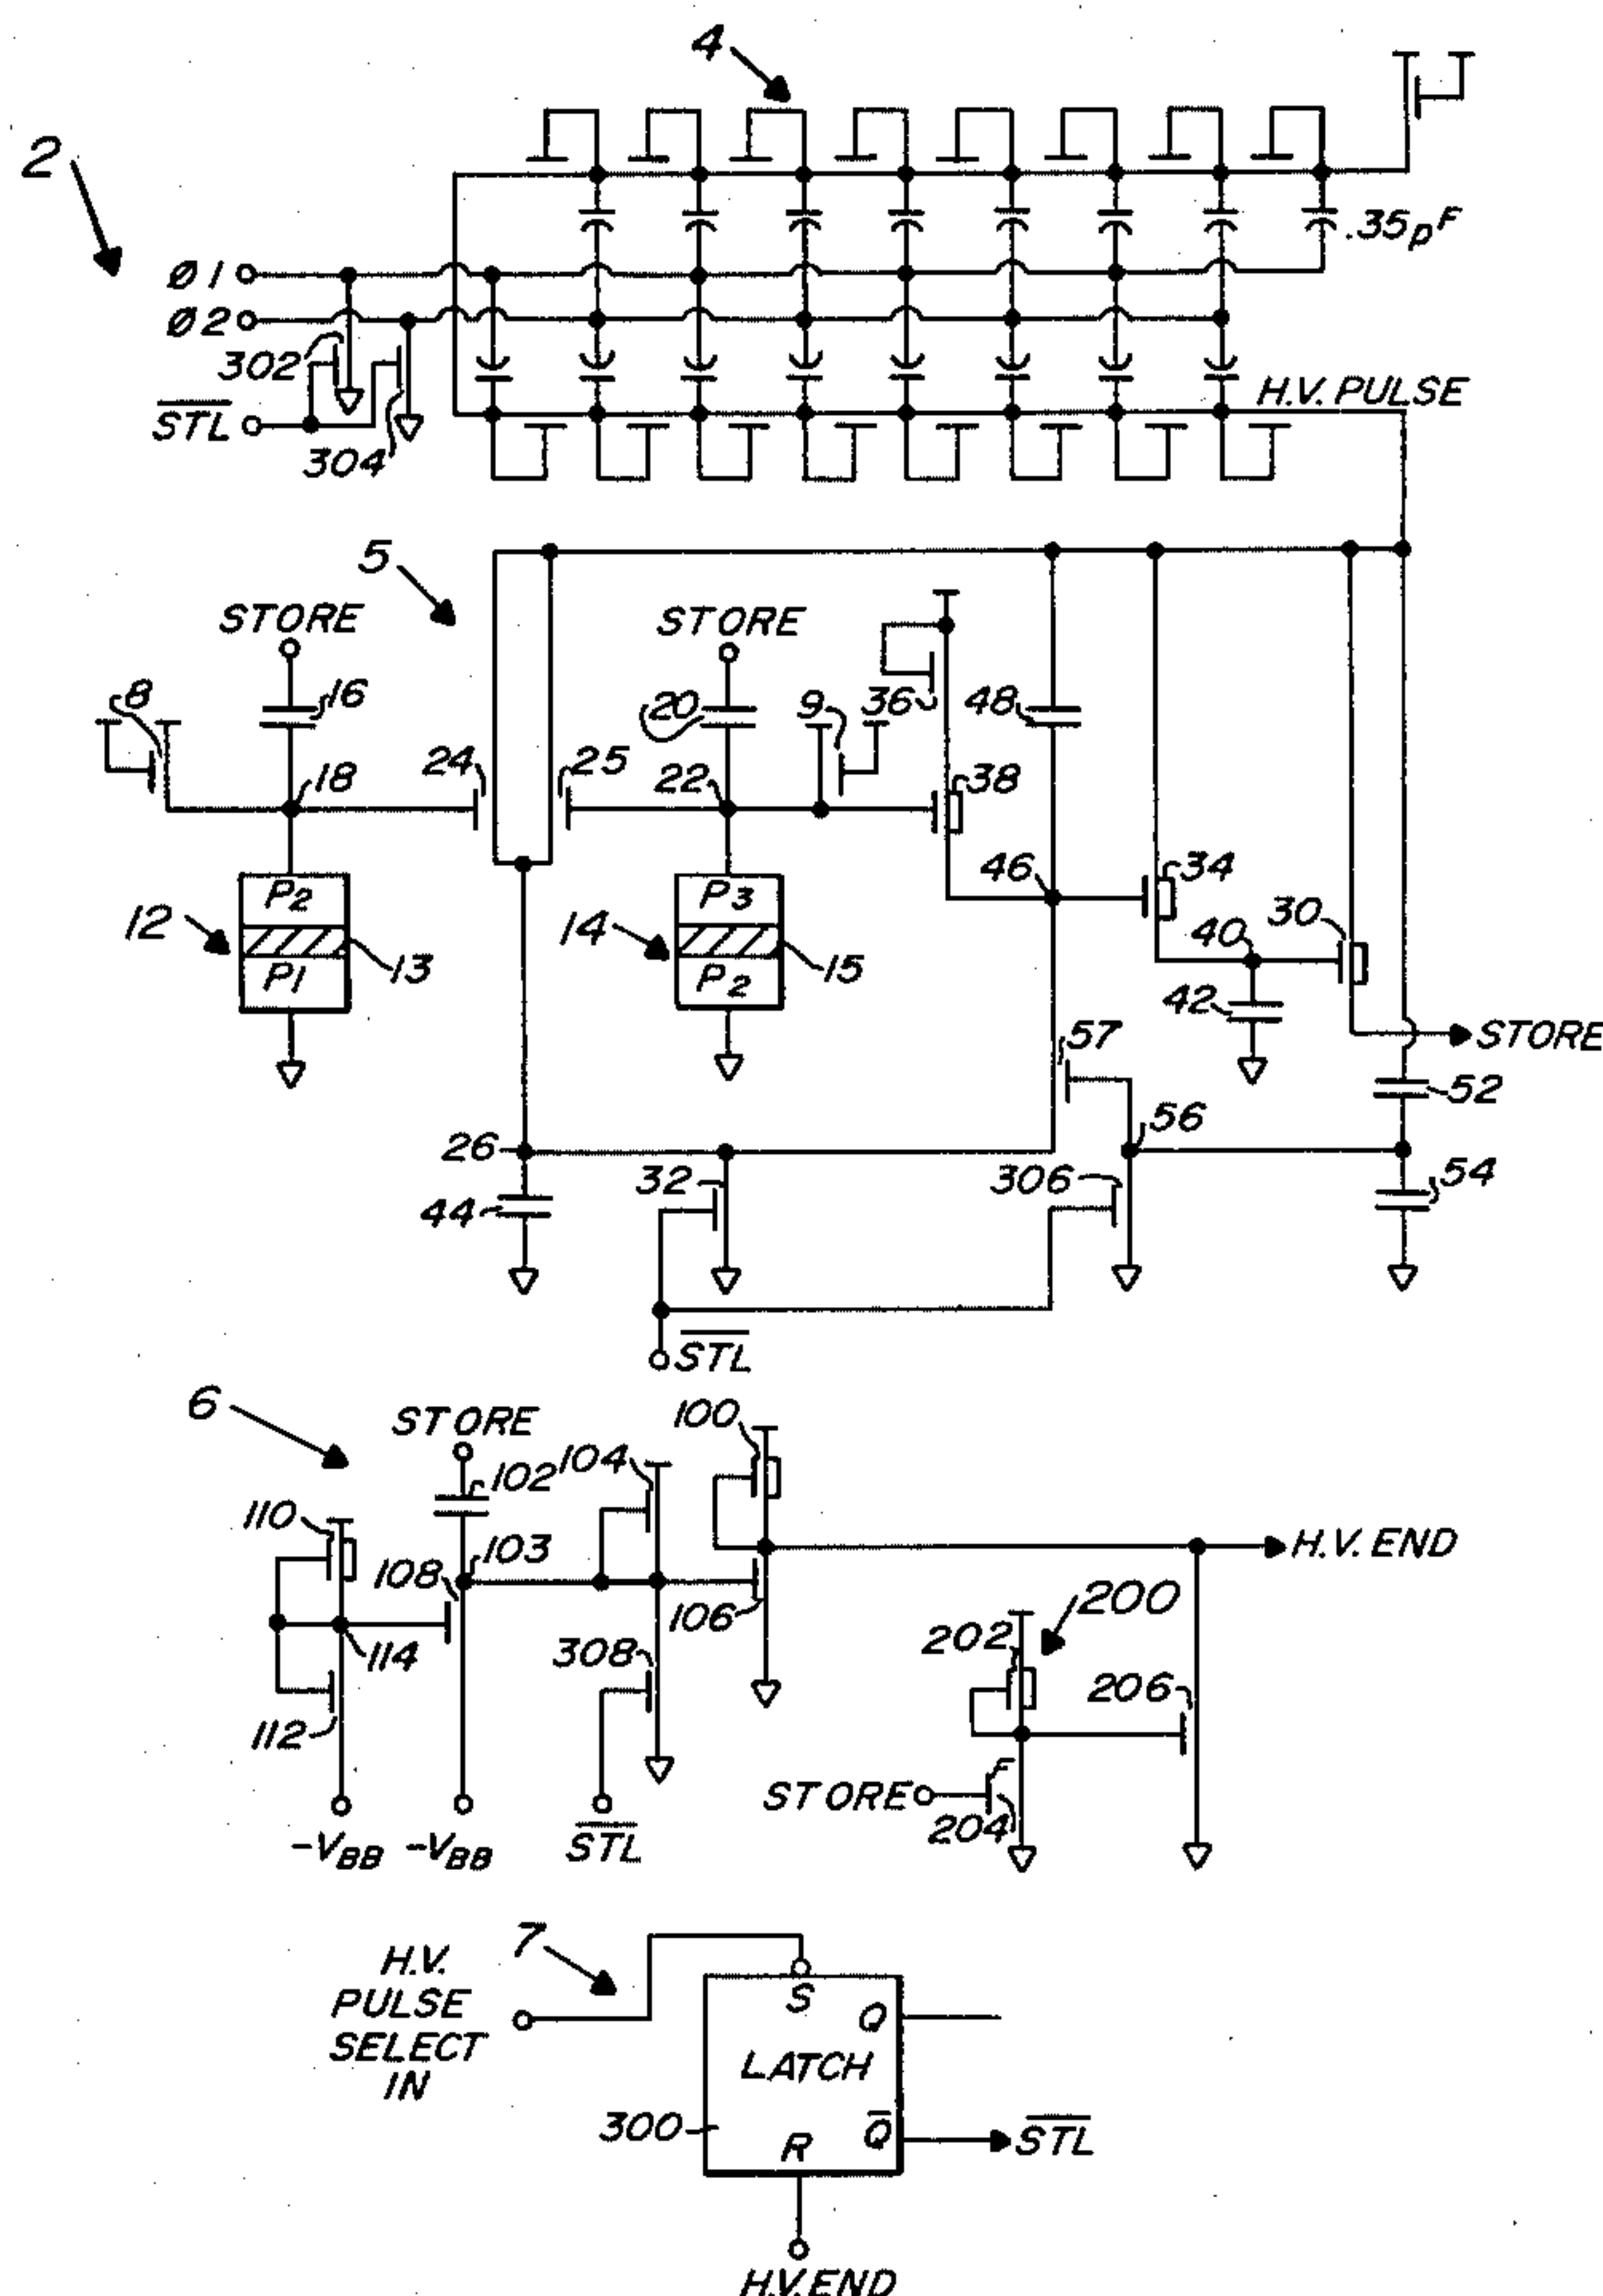 4
2
.35pF
Ø1
Ø2
302
STL
304
H.V. PULSE
5
STORE
STORE
8
16
20
9
36
48
24
25
18
22
38
46
34
P2
P3
12
13
14
15
P1
P2
40
30
42
STORE
57
52
26
56
32
306
54
44
STL
6
STORE
100
102
104
110
103
108
H.V. END
106
114
200
202
308
206
112
STORE
F
204
-VBB
-VBB
STL
7
H.V.
PULSE
SELECT
IN
S
Q
LATCH
300
R
Q
STL
H.V. END